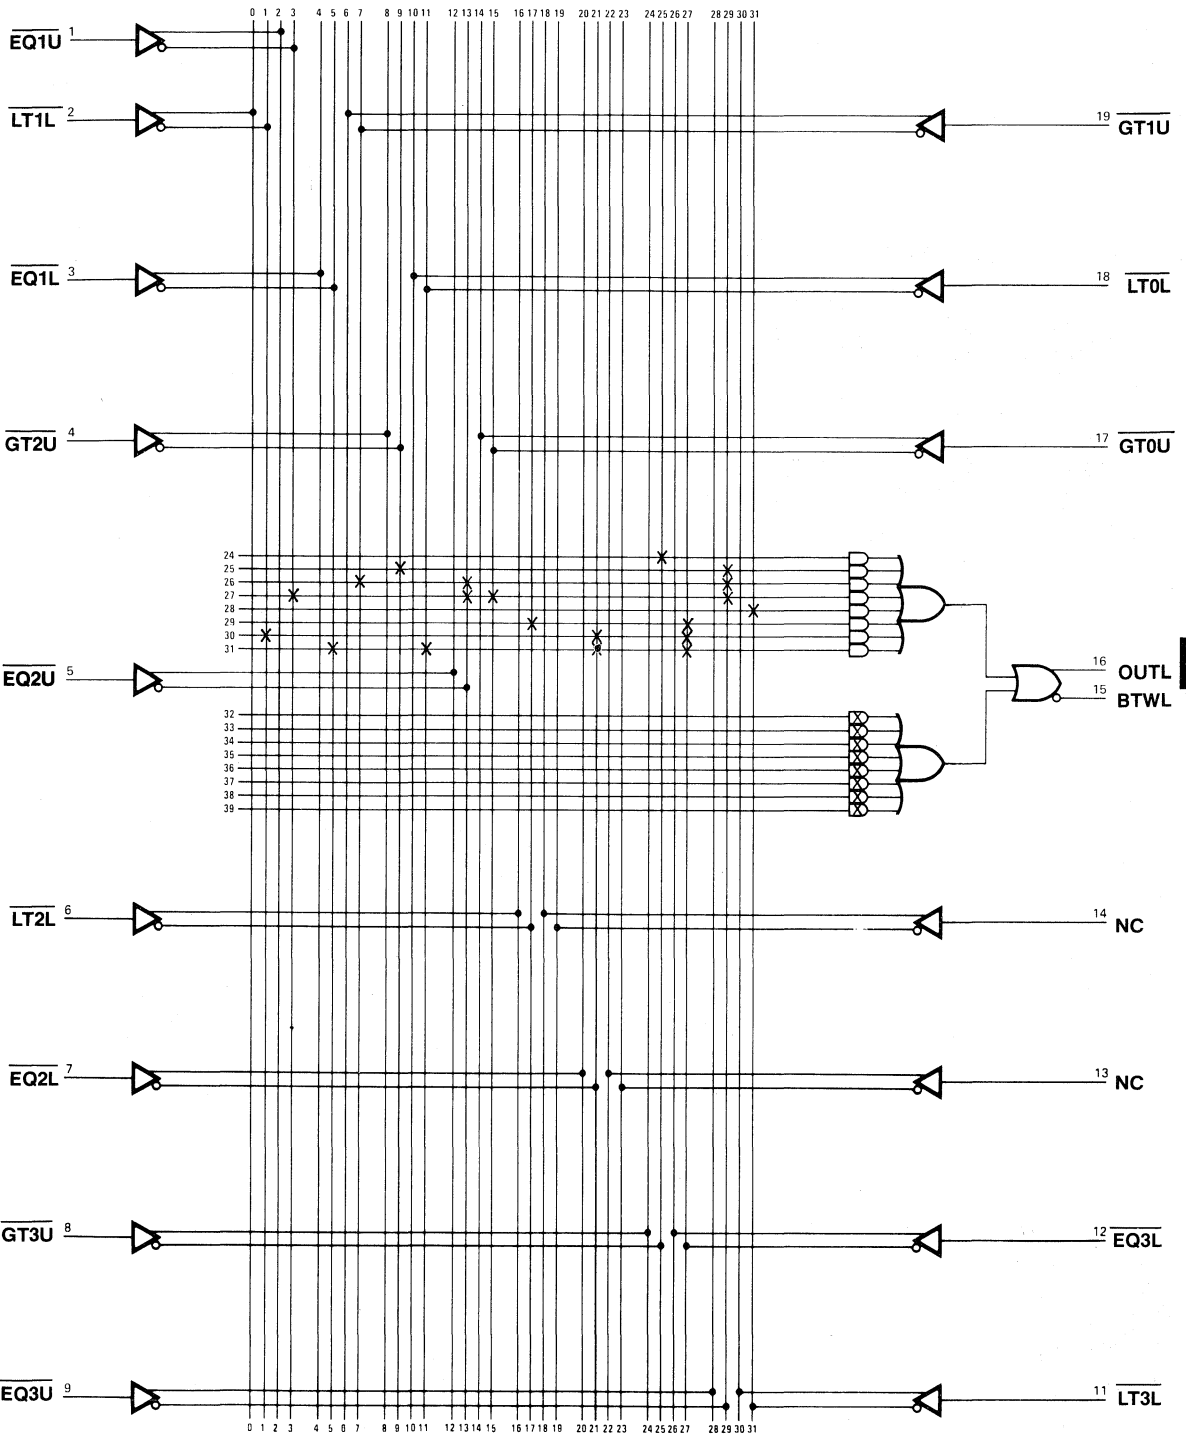 0 1 2 3 4 5 6 7 8 9 10 11 12 13 14 15 16 17 18 19 20 21 22 23 24 25 26 27 28 29 30 31
EQ1U 1
LT1L 2
19 GT1U
EQ1L 3
18 LT0L
GT2U 4
17 GT0U
24
25
26
27
28
29
30
31
EQ2U 5
16 OUTL
15 BTWL
32
33
34
35
36
37
38
39
LT2L 6
14 NC
EQ2L 7
13 NC
GT3U 8
12 EQ3L
EQ3U 9
11 LT3L
0 1 2 3 4 5 6 7 8 9 10 11 12 13 14 15 16 17 18 19 20 21 22 23 24 25 26 27 28 29 30 31